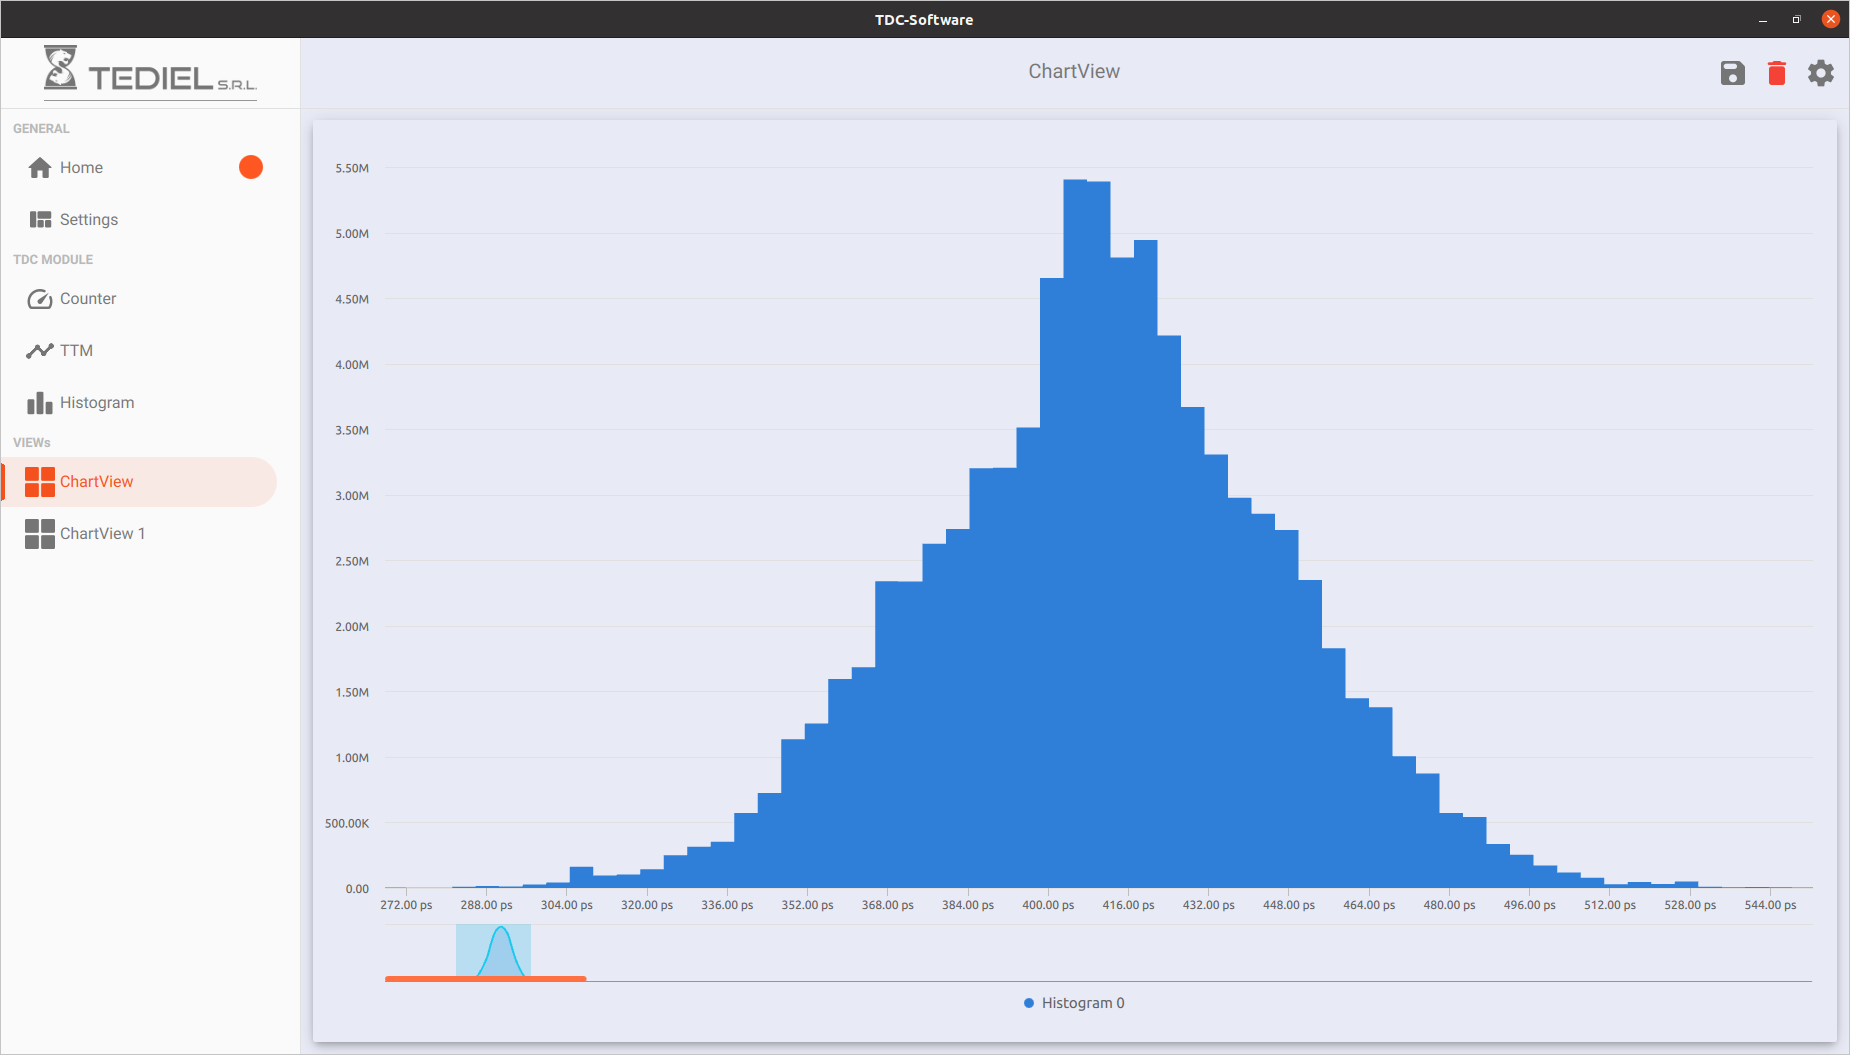 TDC-Software
TEDIEL S.R.L.
ChartView
GENERAL
Home
Settings
TDC MODULE
Counter
TTM
Histogram
VIEWs
ChartView
ChartView 1
5.50M
5.00M
4.50M
4.00M
3.50M
3.00M
2.50M
2.00M
1.50M
1.00M
500.00K
0.00
272.00 ps 288.00 ps 304.00 ps 320.00 ps 336.00 ps 352.00 ps 368.00 ps 384.00 ps 400.00 ps 416.00 ps 432.00 ps 448.00 ps 464.00 ps 480.00 ps 496.00 ps 512.00 ps 528.00 ps 544.00 ps
Histogram 0